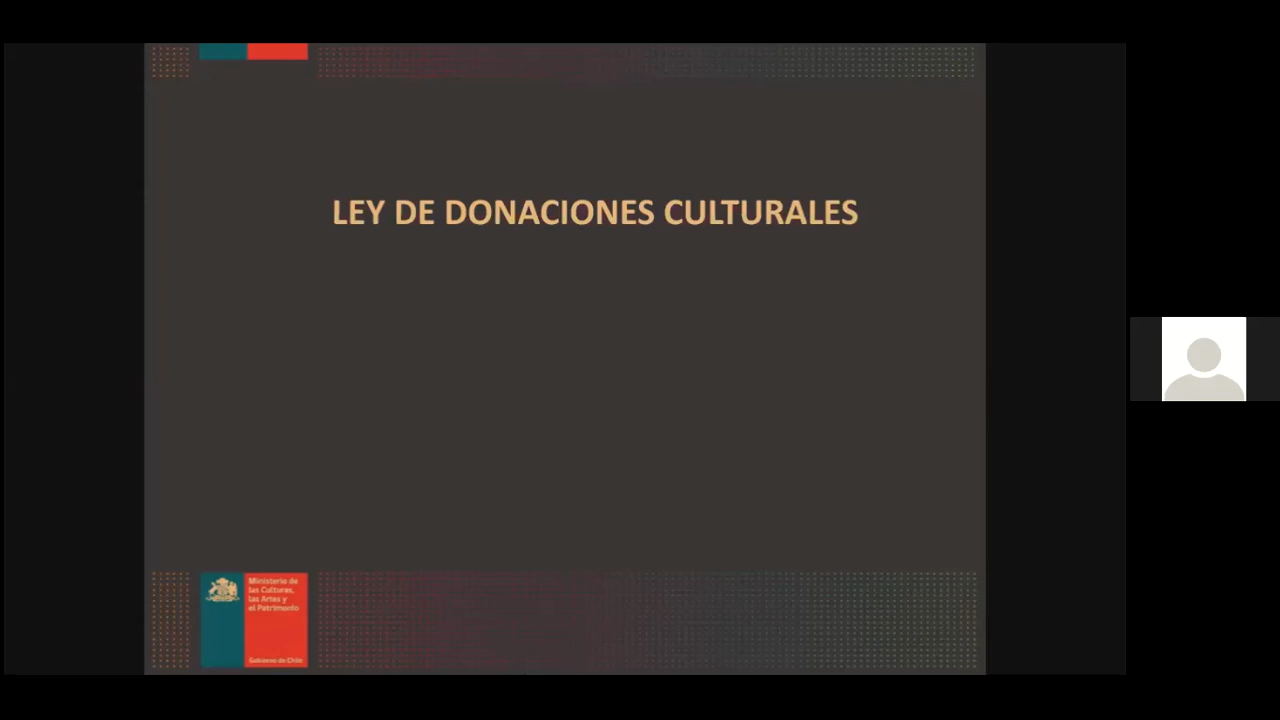 LEY DE DONACIONES CULTURALES
Ministerio de
las Culturas,
las Artes y
el Patrimonio
Gobierno de Chile